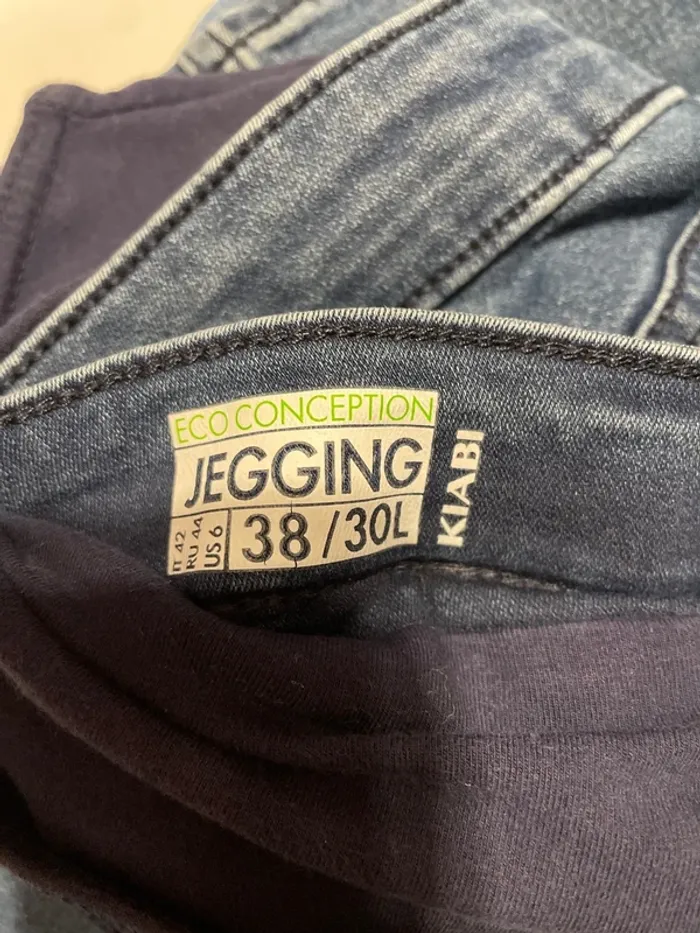 ECO CONCEPTION
JEGGING
IT 42
RU 44
US 6
38/30L
KIABI